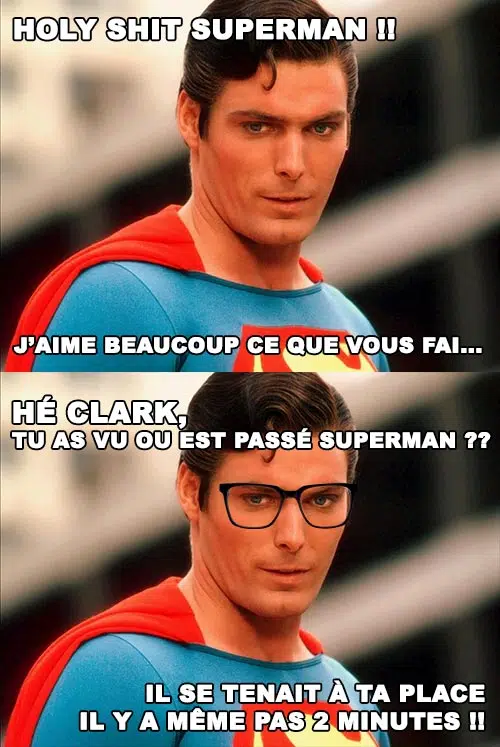 HOLY SHIT SUPERMAN !!
J'AIME BEAUCOUP CE QUE VOUS FAI...
HÉ CLARK,
TU AS VU OU EST PASSÉ SUPERMAN ??
IL SE TENAIT À TA PLACE
IL Y A MÊME PAS 2 MINUTES !!